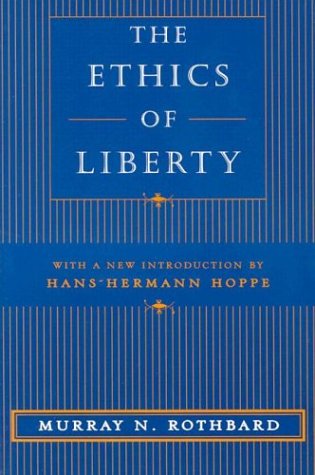 THE
ETHICS
OF
LIBERTY
WITH A NEW INTRODUCTION BY
HANS-HERMANN HOPPE
MURRAY N. ROTHBARD